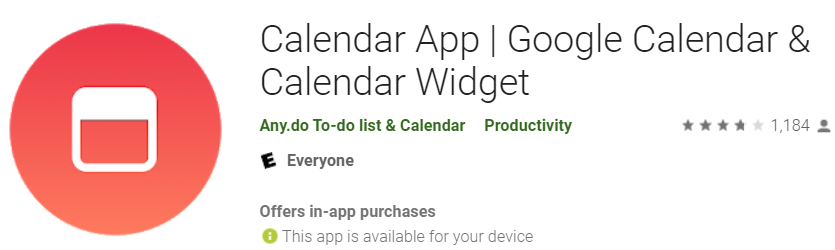 Calendar App | Google Calendar &
Calendar Widget
Any.do To-do list & Calendar Productivity 1,184
E Everyone
Offers in-app purchases
This app is available for your device